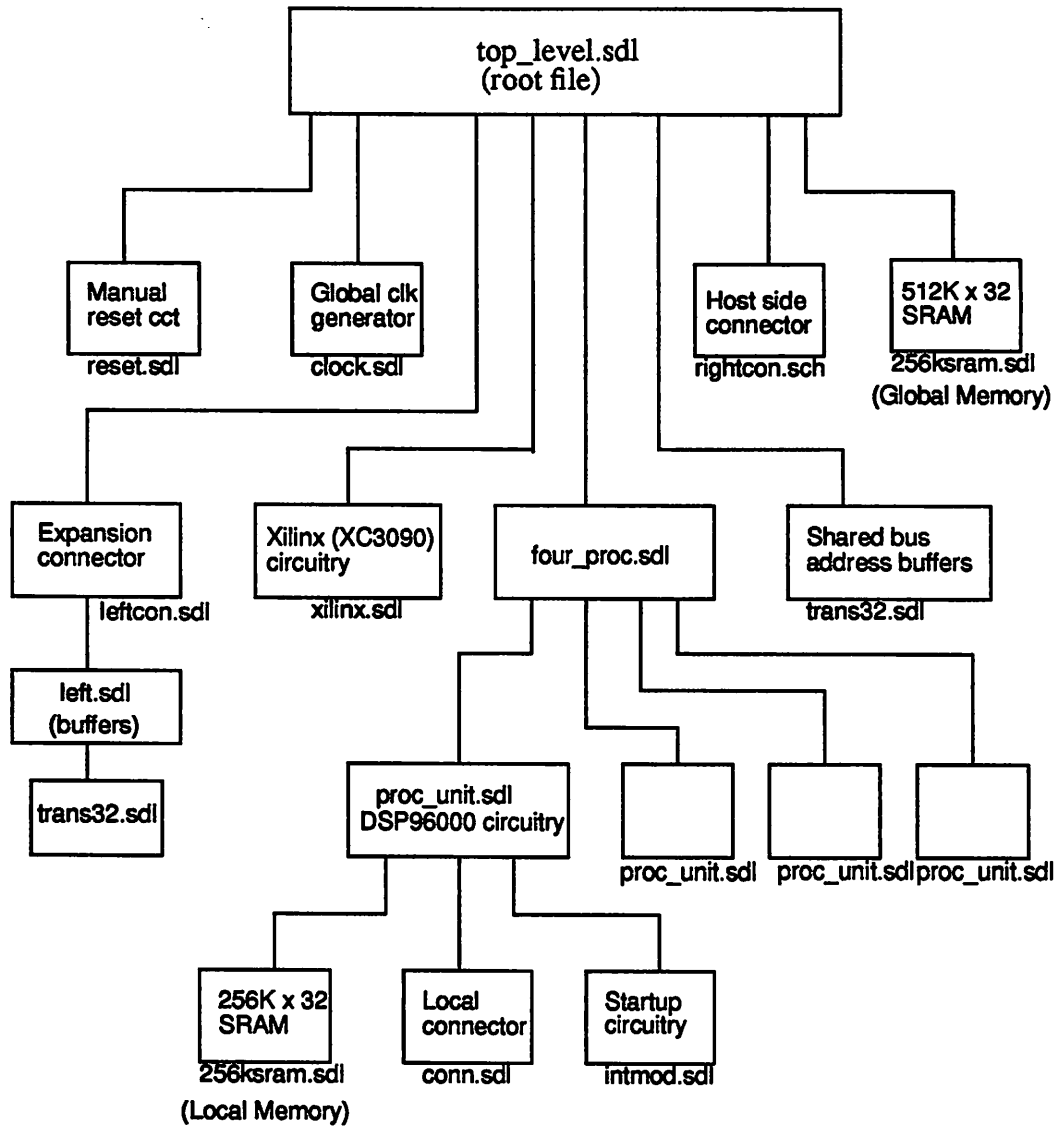 top_level.sdl
(root file)
Manual
reset cct
reset.sdl
Global clk
generator
clock.sdl
Host side
connector
rightcon.sch
512K x 32
SRAM
256ksram.sdl
(Global Memory)
Expansion
connector
leftcon.sdl
Xilinx (XC3090)
circuitry
xilinx.sdl
four_proc.sdl
Shared bus
address buffers
trans32.sdl
left.sdl
(buffers)
trans32.sdl
proc_unit.sdl
DSP96000 circuitry
proc_unit.sdl
proc_unit.sdl
proc_unit.sdl
256K x 32
SRAM
256ksram.sdl
(Local Memory)
Local
connector
conn.sdl
Startup
circuitry
intmod.sdl